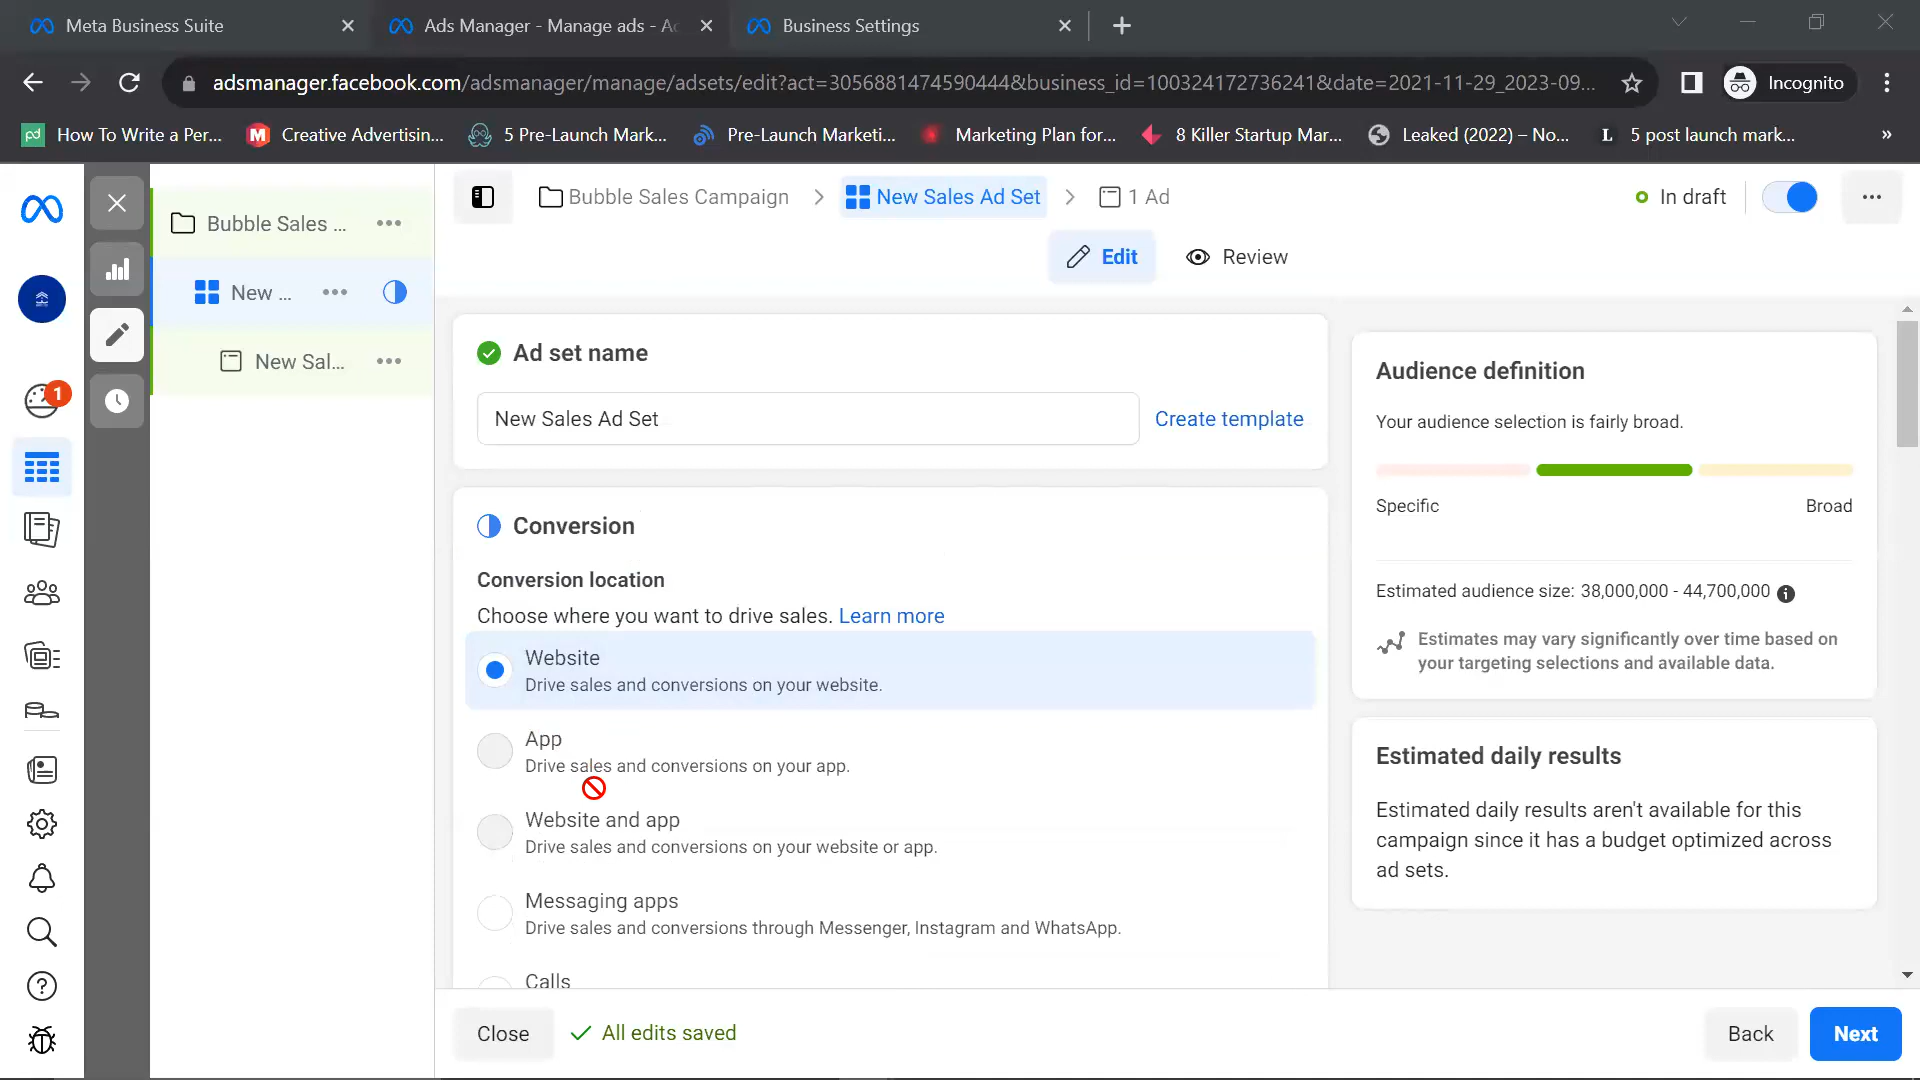 Meta Business Suite
Ads Manager - Manage ads - Ac
Business Settings
adsmanager.facebook.com/adsmanager/manage/adsets/edit?act=3056881474590444&business_id=100324172736241&date=2021-11-29_2023-09...
Incognito
pd How To Write a Per...
M Creative Advertisin...
5 Pre-Launch Mark...
Pre-Launch Marketi...
Marketing Plan for...
8 Killer Startup Mar...
Leaked (2022) – No...
L 5 post launch mark...
»
Bubble Sales Campaign
New Sales Ad Set
1 Ad
In draft
Bubble Sales ...
New ...
New Sal...
1
Edit
Review
Ad set name
New Sales Ad Set
Create template
Conversion
Conversion location
Choose where you want to drive sales. Learn more
Website
Drive sales and conversions on your website.
App
Drive sales and conversions on your app.
Website and app
Drive sales and conversions on your website or app.
Messaging apps
Drive sales and conversions through Messenger, Instagram and WhatsApp.
Calls
Audience definition
Your audience selection is fairly broad.
Specific
Broad
Estimated audience size: 38,000,000 - 44,700,000
Estimates may vary significantly over time based on
your targeting selections and available data.
Estimated daily results
Estimated daily results aren't available for this
campaign since it has a budget optimized across
ad sets.
Close
All edits saved
Back
Next